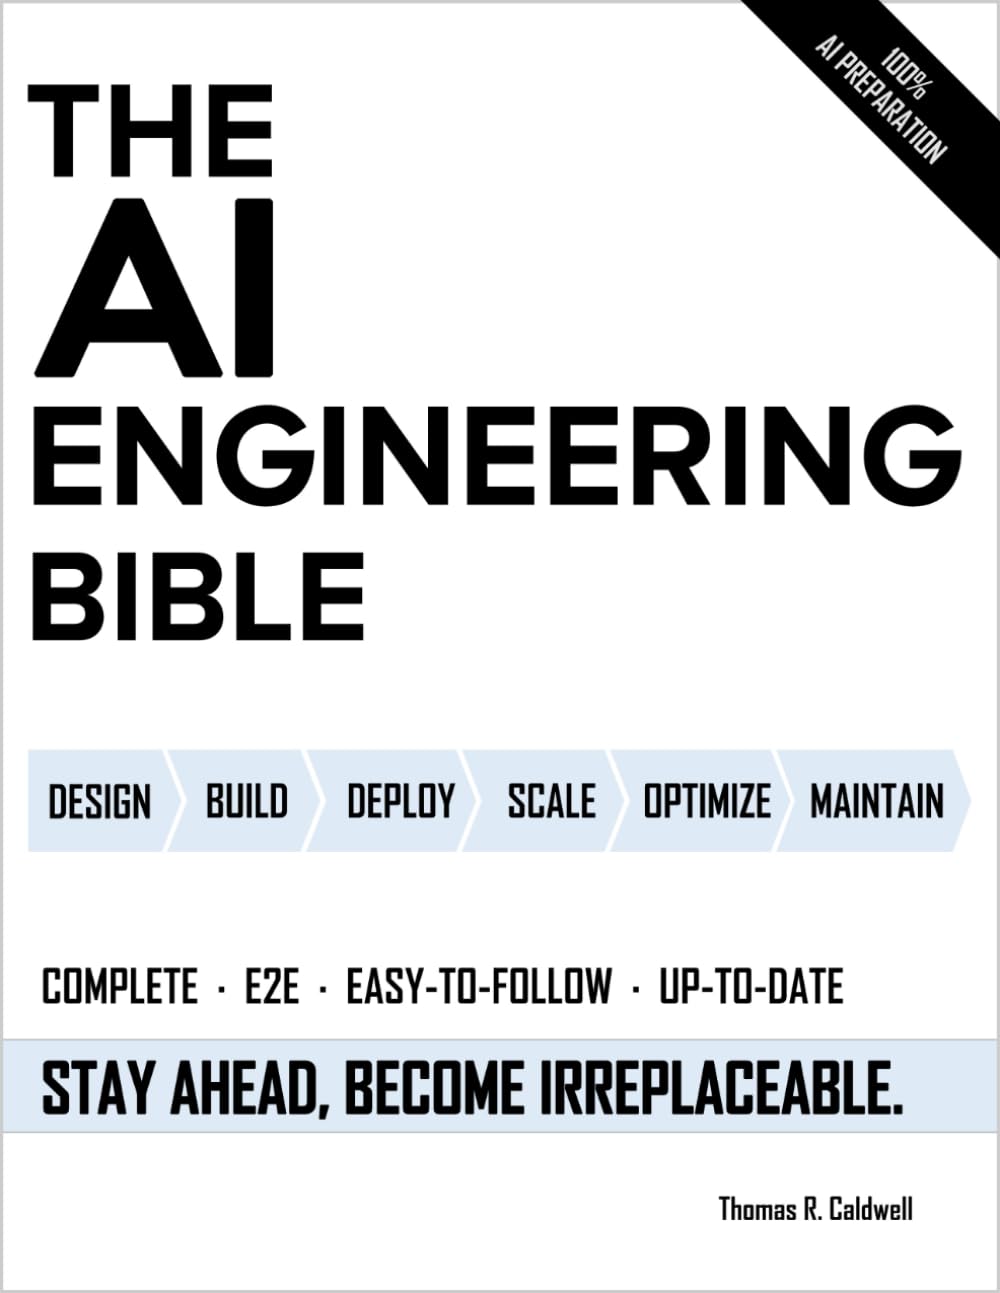 100%
AI PREPARATION
THE
AI
ENGINEERING
BIBLE
DESIGN BUILD DEPLOY SCALE OPTIMIZE MAINTAIN
COMPLETE · E2E · EASY-TO-FOLLOW · UP-TO-DATE
STAY AHEAD, BECOME IRREPLACEABLE.
Thomas R. Caldwell